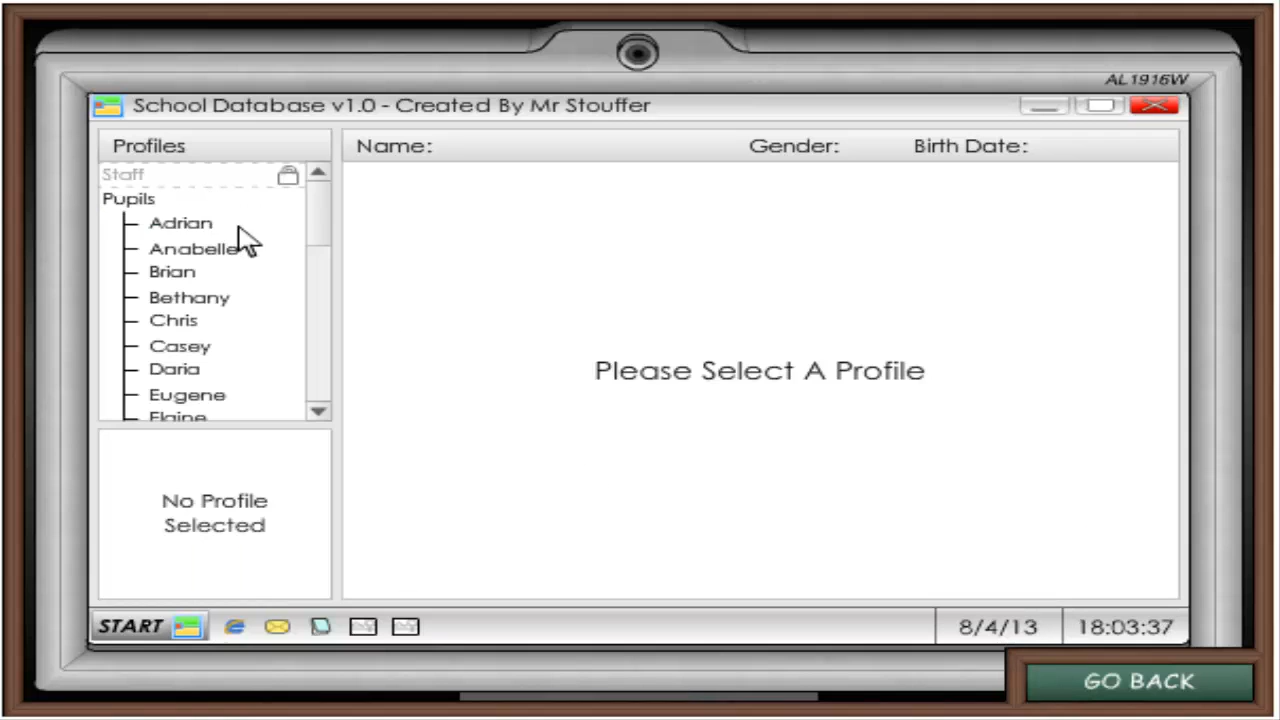 AL1916W
School Database v1.0 - Created By Mr Stouffer
Profiles
Name: Gender: Birth Date:
Staff
Pupils
Adrian
Anabelle
Brian
Bethany
Chris
Casey
Daria
Eugene
Elaine
Please Select A Profile
No Profile
Selected
START
8/4/13 18:03:37
GO BACK